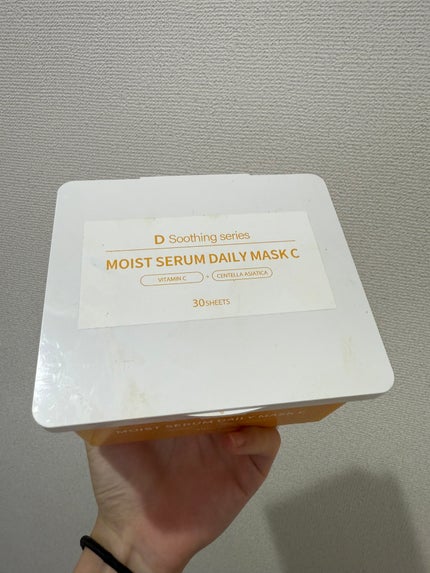 D Soothing series
MOIST SERUM DAILY MASK C
VITAMIN C + CENTELLA ASIATICA
30 SHEETS
MOIST SERUM DAILY MASK C